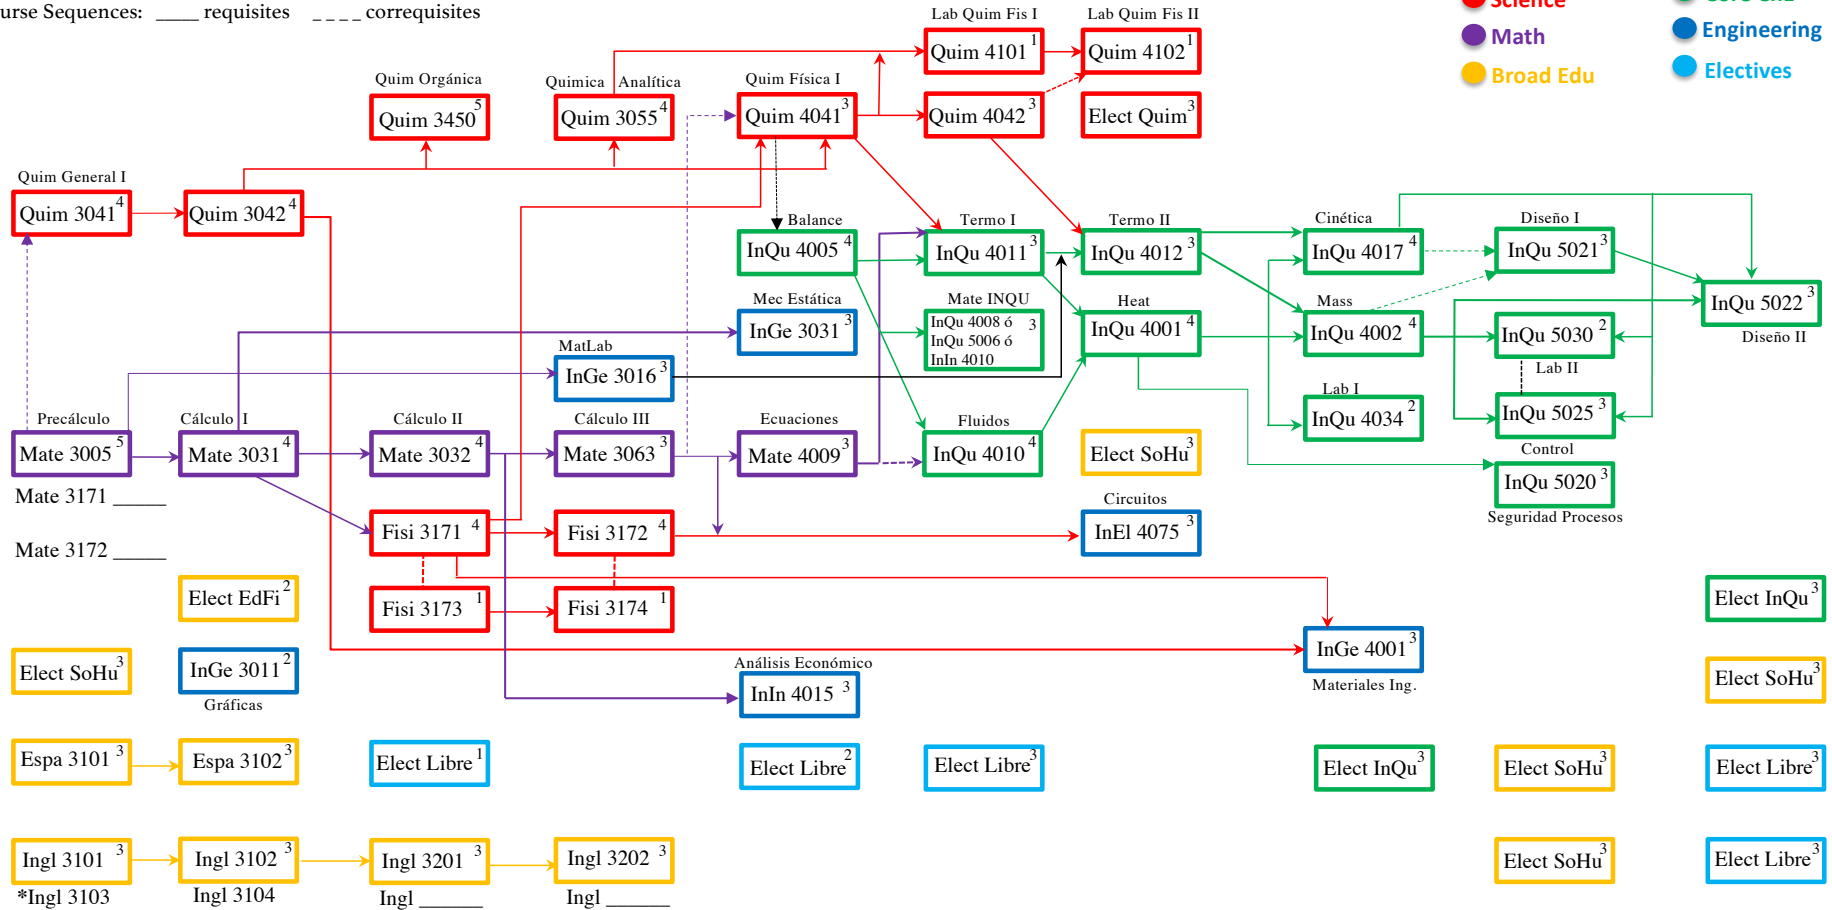 urse Sequences: ____ requisites _ _ _ _ correquisites
Science
Math
Engineering
Broad Edu
Electives
Lab Quim Fis I
Lab Quim Fis II
Quim 4101 1
Quim 4102 1
Quim Orgánica
Quimica Analítica
Quim Física I
Quim 3450 5
Quim 3055 4
Quim 4041 3
Quim 4042 3
Elect Quim 3
Quim General I
Quim 3041 4
Quim 3042 4
Balance
Termo I
Termo II
Cinética
Diseño I
InQu 4005 4
InQu 4011 3
InQu 4012 3
InQu 4017 4
InQu 5021 3
Mec Estática
Mate INQU
Heat
Mass
InQu 5022 3
Diseño II
InGe 3031 3
InQu 4008 ó 3
InQu 5006 ó
InIn 4010
InQu 4001 4
InQu 4002 4
InQu 5030 2
MatLab
InGe 3016 3
Lab II
Lab I
InQu 4034 2
InQu 5025 3
Control
Precálculo
Cálculo I
Cálculo II
Cálculo III
Ecuaciones
Fluidos
Mate 3005 5
Mate 3031 4
Mate 3032 4
Mate 3063 3
Mate 4009 3
InQu 4010 4
Elect SoHu 3
InQu 5020 3
Seguridad Procesos
Mate 3171 _____
Mate 3172 _____
Circuitos
Fisi 3171 4
Fisi 3172 4
InEl 4075 3
Elect EdFi 2
Fisi 3173 1
Fisi 3174 1
Elect InQu 3
Elect SoHu 3
InGe 3011 2
Gráficas
Análisis Económico
InIn 4015 3
InGe 4001 3
Materiales Ing.
Elect SoHu 3
Espa 3101 3
Espa 3102 3
Elect Libre 1
Elect Libre 2
Elect Libre 3
Elect InQu 3
Elect SoHu 3
Elect Libre 3
Ingl 3101 3
Ingl 3102 3
Ingl 3201 3
Ingl 3202 3
Elect SoHu 3
Elect Libre 3
*Ingl 3103
Ingl 3104
Ingl ______
Ingl ______